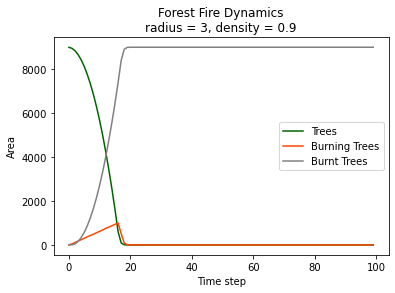 Forest Fire Dynamics
radius = 3, density = 0.9
Area
8000
6000
4000
2000
0
Trees
Burning Trees
Burnt Trees
0
20
40
60
80
100
Time step